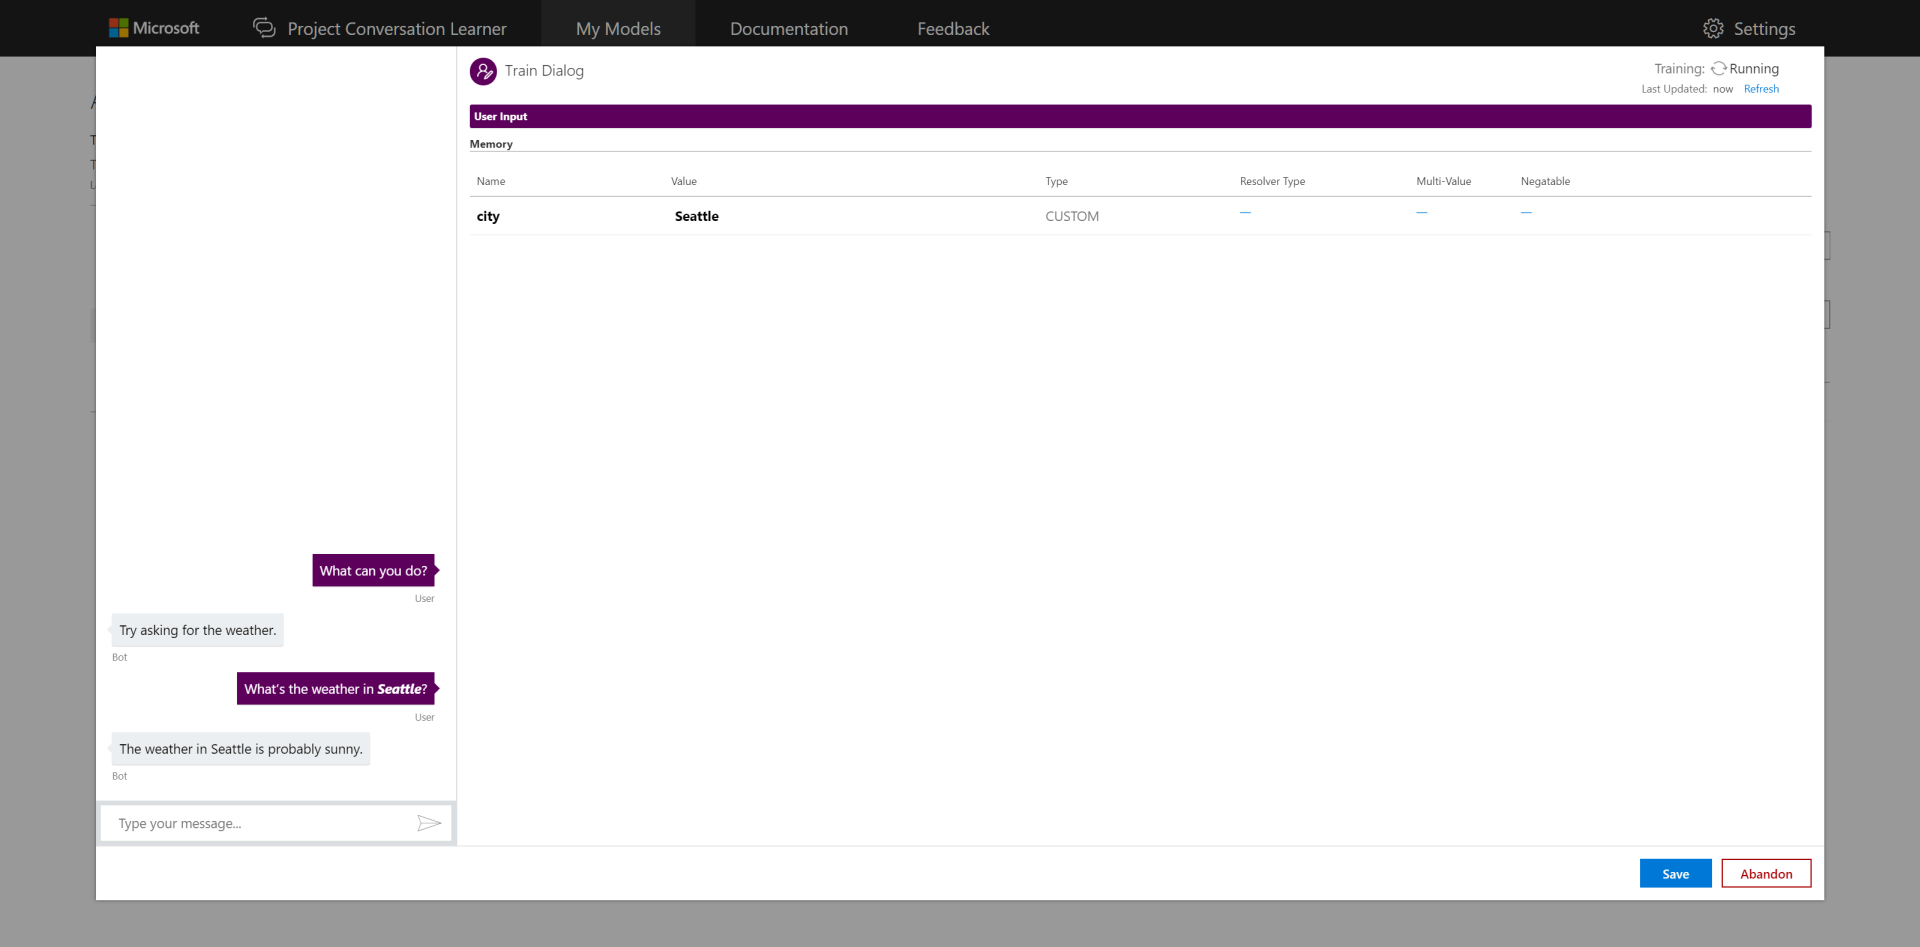 Microsoft Project Conversation Learner My Models Documentation Feedback Settings
Train Dialog
Training: Running
Last Updated: now Refresh
User Input
Memory
Name Value Type Resolver Type Multi-Value Negatable
city Seattle CUSTOM
What can you do?
User
Try asking for the weather.
Bot
What's the weather in Seattle?
User
The weather in Seattle is probably sunny.
Bot
Type your message...
Save Abandon